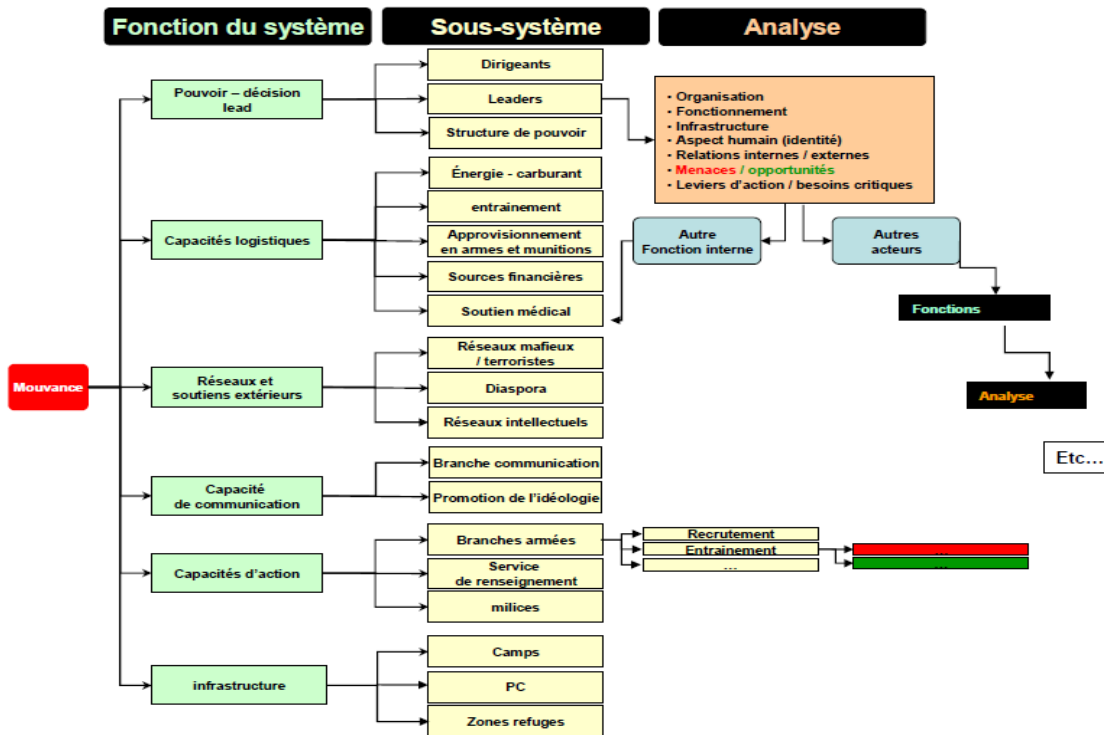 Fonction du système
Sous-système
Analyse
Mouvance
Pouvoir – décision
lead
Dirigeants
Leaders
Structure de pouvoir
• Organisation
• Fonctionnement
• Infrastructure
• Aspect humain (identité)
• Relations internes / externes
• Menaces / opportunités
• Leviers d'action / besoins critiques
Autre
Fonction interne
Autres
acteurs
Fonctions
Analyse
Etc…
Capacités logistiques
Énergie - carburant
entrainement
Approvisionnement
en armes et munitions
Sources financières
Soutien médical
Réseaux et
soutiens extérieurs
Réseaux mafieux
/ terroristes
Diaspora
Réseaux intellectuels
Capacité
de communication
Branche communication
Promotion de l'idéologie
Capacités d'action
Branches armées
Service
de renseignement
milices
Recrutement
Entrainement
…
…
…
infrastructure
Camps
PC
Zones refuges